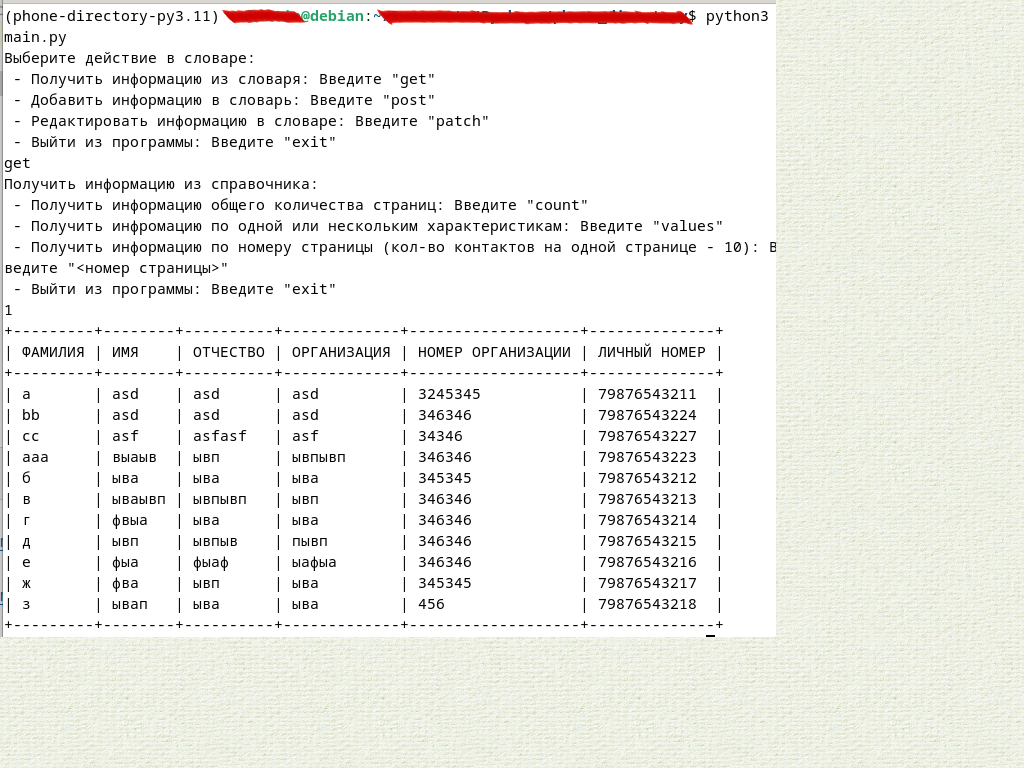 (phone-directory-py3.11) @debian:~$ python3
main.py
Выберите действие в словаре:
 - Получить информацию из словаря: Введите "get"
 - Добавить информацию в словарь: Введите "post"
 - Редактировать информацию в словаре: Введите "patch"
 - Выйти из программы: Введите "exit"
get
Получить информацию из справочника:
 - Получить информацию общего количества страниц: Введите "count"
 - Получить информацию по одной или нескольким характеристикам: Введите "values"
 - Получить информацию по номеру страницы (кол-во контактов на одной странице - 10): В
ведите "<номер страницы>"
 - Выйти из программы: Введите "exit"
1
+---------+--------+----------+-------------+-------------------+--------------+
| ФАМИЛИЯ | ИМЯ    | ОТЧЕСТВО | ОРГАНИЗАЦИЯ | НОМЕР ОРГАНИЗАЦИИ | ЛИЧНЫЙ НОМЕР |
+---------+--------+----------+-------------+-------------------+--------------+
| a       | asd    | asd      | asd         | 3245345           | 79876543211  |
| bb      | asd    | asd      | asd         | 346346            | 79876543224  |
| cc      | asf    | asfasf   | asf         | 34346             | 79876543227  |
| ааа     | выаыв  | ывп      | ывпывп      | 346346            | 79876543223  |
| б       | ыва    | ыва      | ыва         | 345345            | 79876543212  |
| в       | ываывп | ывпывп   | ывп         | 346346            | 79876543213  |
| г       | фвыа   | ыва      | ыва         | 346346            | 79876543214  |
| д       | ывп    | ывпыв    | пывп        | 346346            | 79876543215  |
| е       | фыа    | фыаф     | ыафыа       | 346346            | 79876543216  |
| ж       | фва    | ывп      | ыва         | 345345            | 79876543217  |
| з       | ывап   | ыва      | ыва         | 456               | 79876543218  |
+---------+--------+----------+-------------+-------------------+--------------+